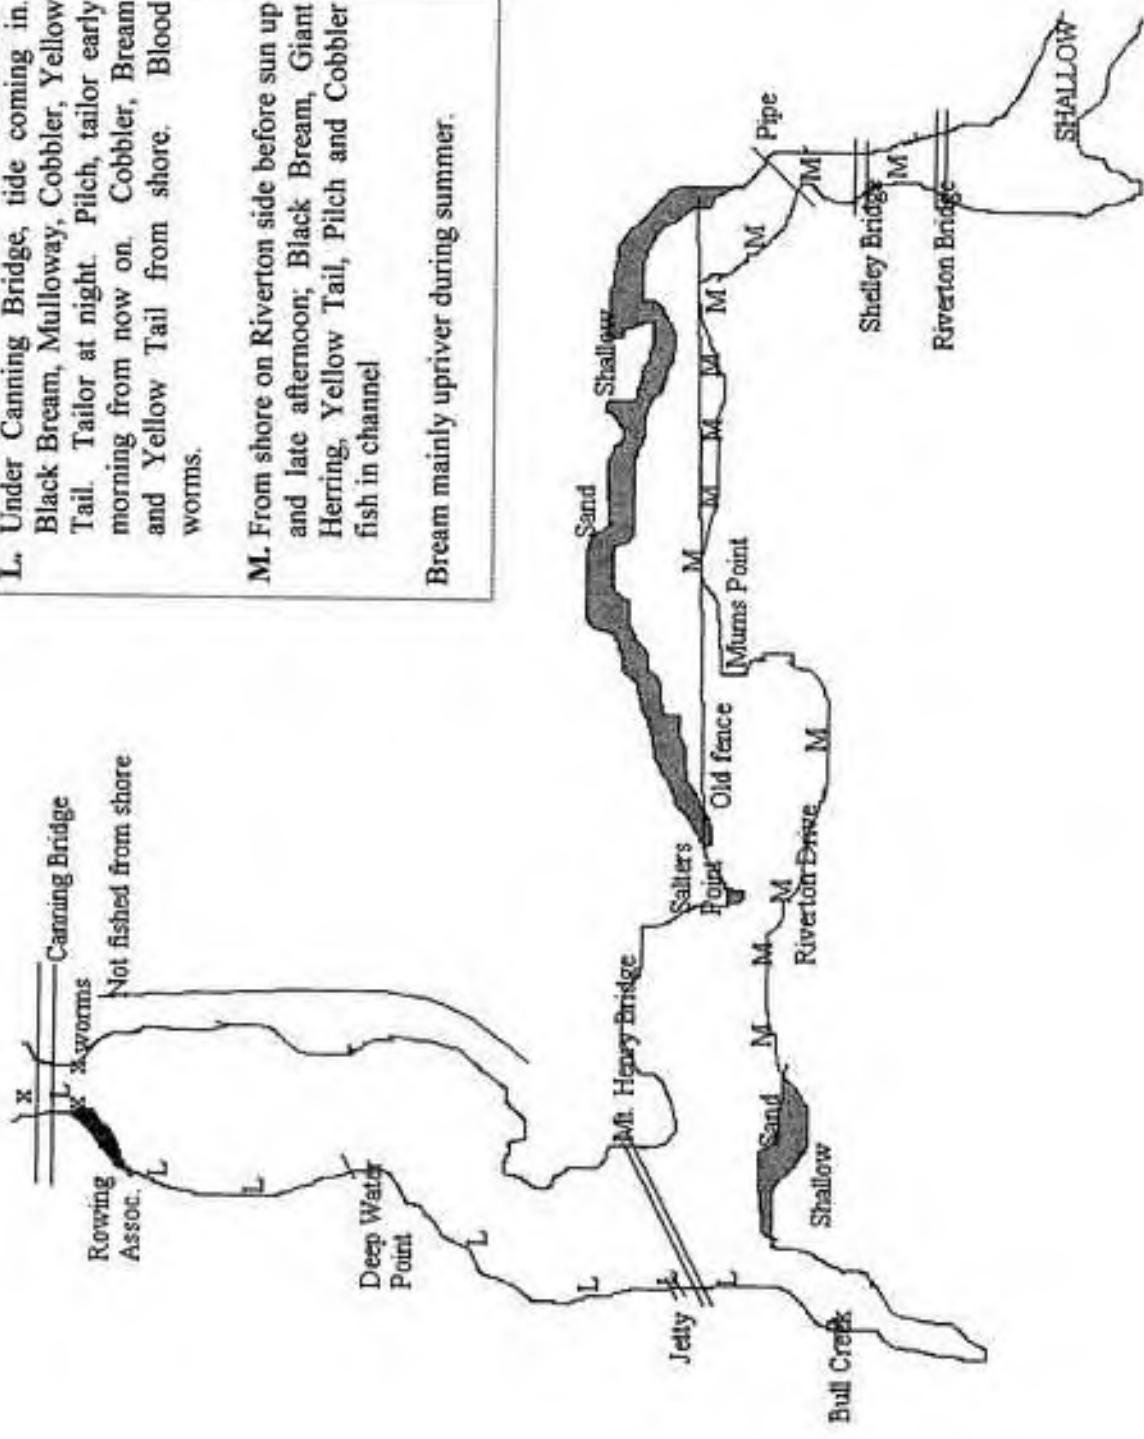 L. Under Canning Bridge, tide coming in.
Black Bream, Mulloway, Cobbler, Yellow
Tail. Tailor at night. Pilch, tailor early
morning from now on. Cobbler, Bream
and Yellow Tail from shore. Blood
worms.
M. From shore on Riverton side before sun up
and late afternoon; Black Bream, Giant
Herring, Yellow Tail, Pilch and Cobbler
fish in channel
Bream mainly upriver during summer.
X
Canning Bridge
L
X
X worms
Not fished from shore
Rowing
Assoc.
L
L
Deep Water
Point
L
L
Jetty
L
L
Mt. Henry Bridge
Bull Creek
Sand
Shallow
Salters
Point
Old fence
M
M
M
Riverton Drive
M
Mums Point
Sand
Shallow
M
M
M
M
M
M
Pipe
M
Shelley Bridge
M
Riverton Bridge
SHALLOW